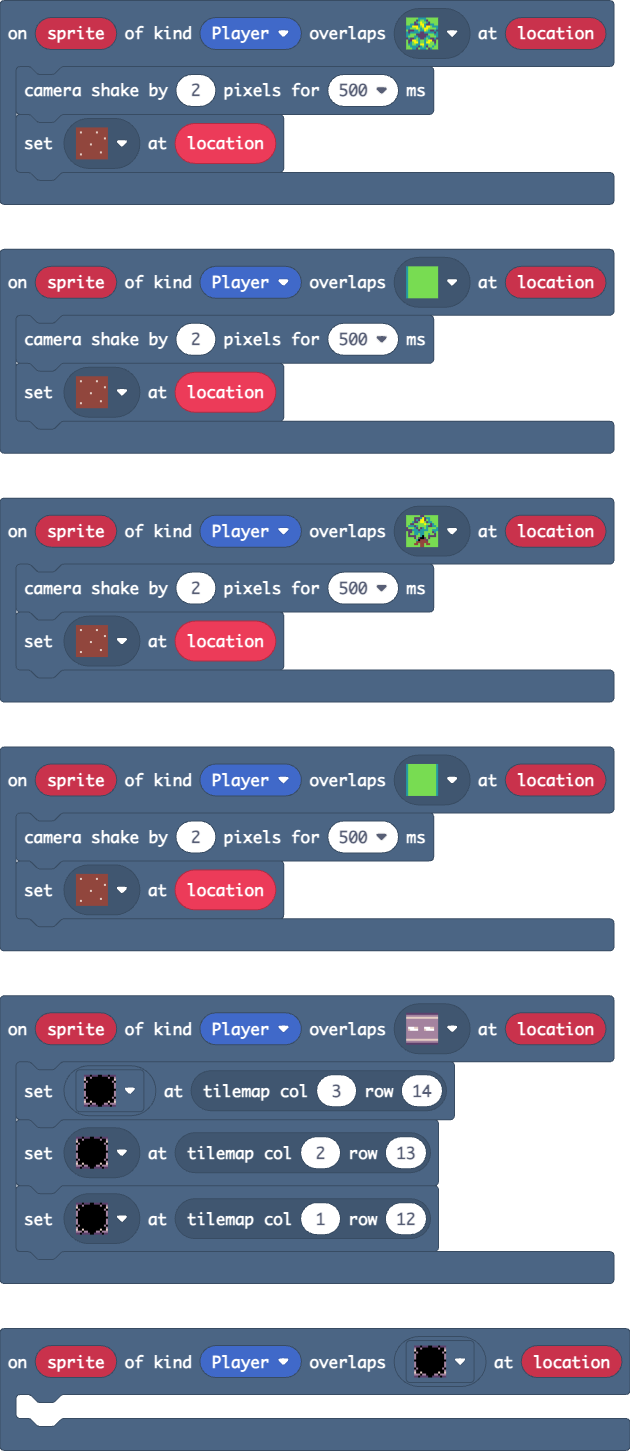 on sprite of kind Player overlaps at location
camera shake by 2 pixels for 500 ms
set at location
on sprite of kind Player overlaps at location
camera shake by 2 pixels for 500 ms
set at location
on sprite of kind Player overlaps at location
camera shake by 2 pixels for 500 ms
set at location
on sprite of kind Player overlaps at location
camera shake by 2 pixels for 500 ms
set at location
on sprite of kind Player overlaps at location
set at tilemap col 3 row 14
set at tilemap col 2 row 13
set at tilemap col 1 row 12
on sprite of kind Player overlaps at location